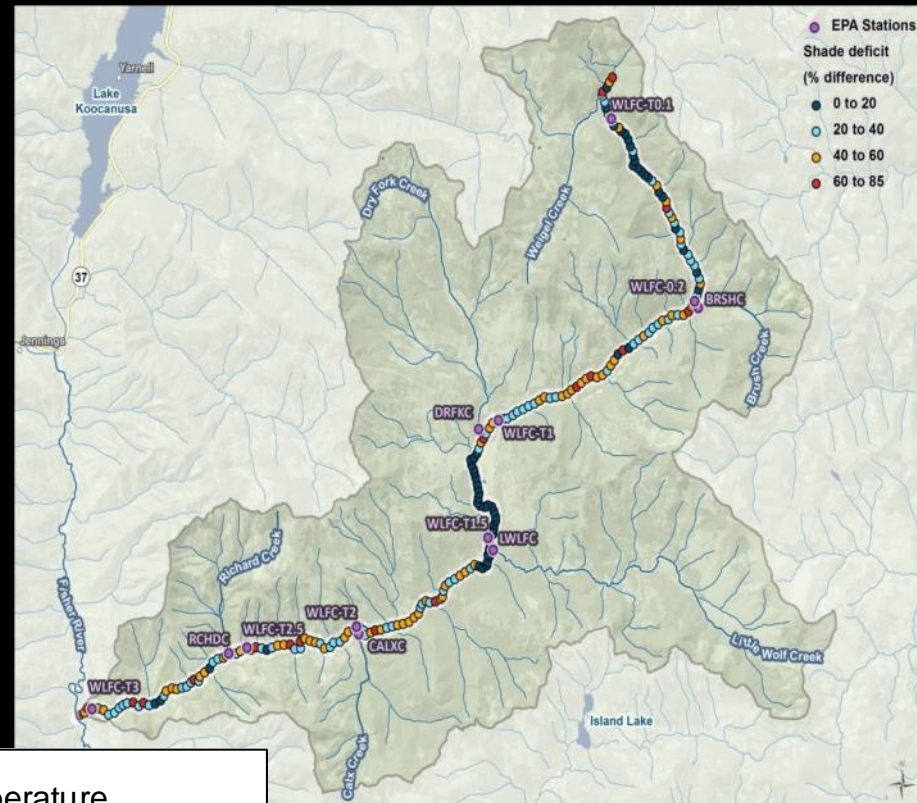 EPA Stations
Shade deficit
(% difference)
0 to 20
20 to 40
40 to 60
60 to 85
Yarnell
Lake
Koocanusa
WLFC-T0.1
Dry Fork Creek
Weigel Creek
37
WLFC-0.2
BRSHC
Jennings
Brush Creek
DRFKC
WLFC-T1
WLFC-T1.5
LWLFC
Richard Creek
Fisher River
WLFC-T2
RCHDC
WLFC-T2.5
CALXC
Little Wolf Creek
WLFC-T3
Island Lake
Calx Creek
perature